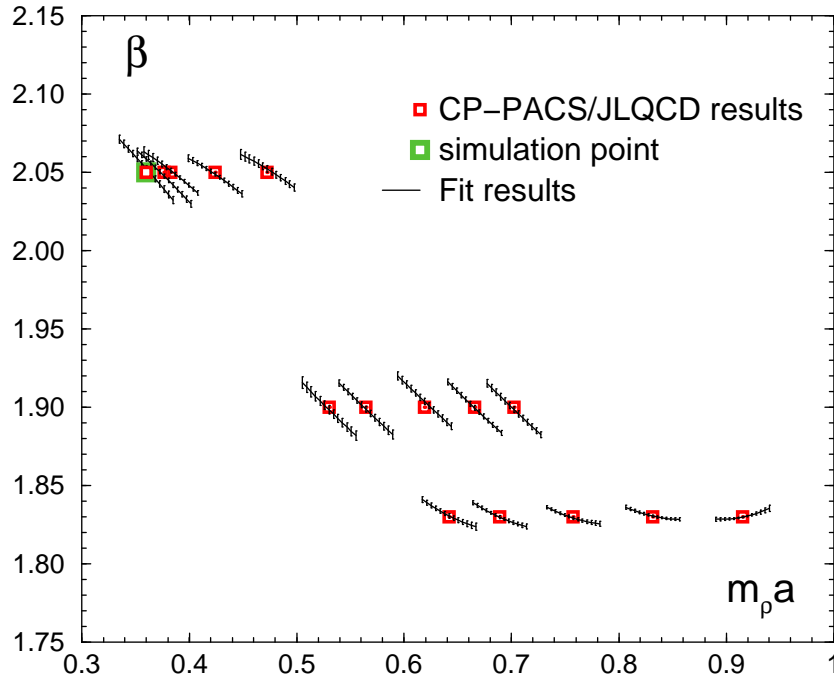 2.15
β
2.10
CP−PACS/JLQCD results
simulation point
2.05
Fit results
2.00
1.95
1.90
1.85
1.80
mρa
1.75
0.3 0.4 0.5 0.6 0.7 0.8 0.9 1